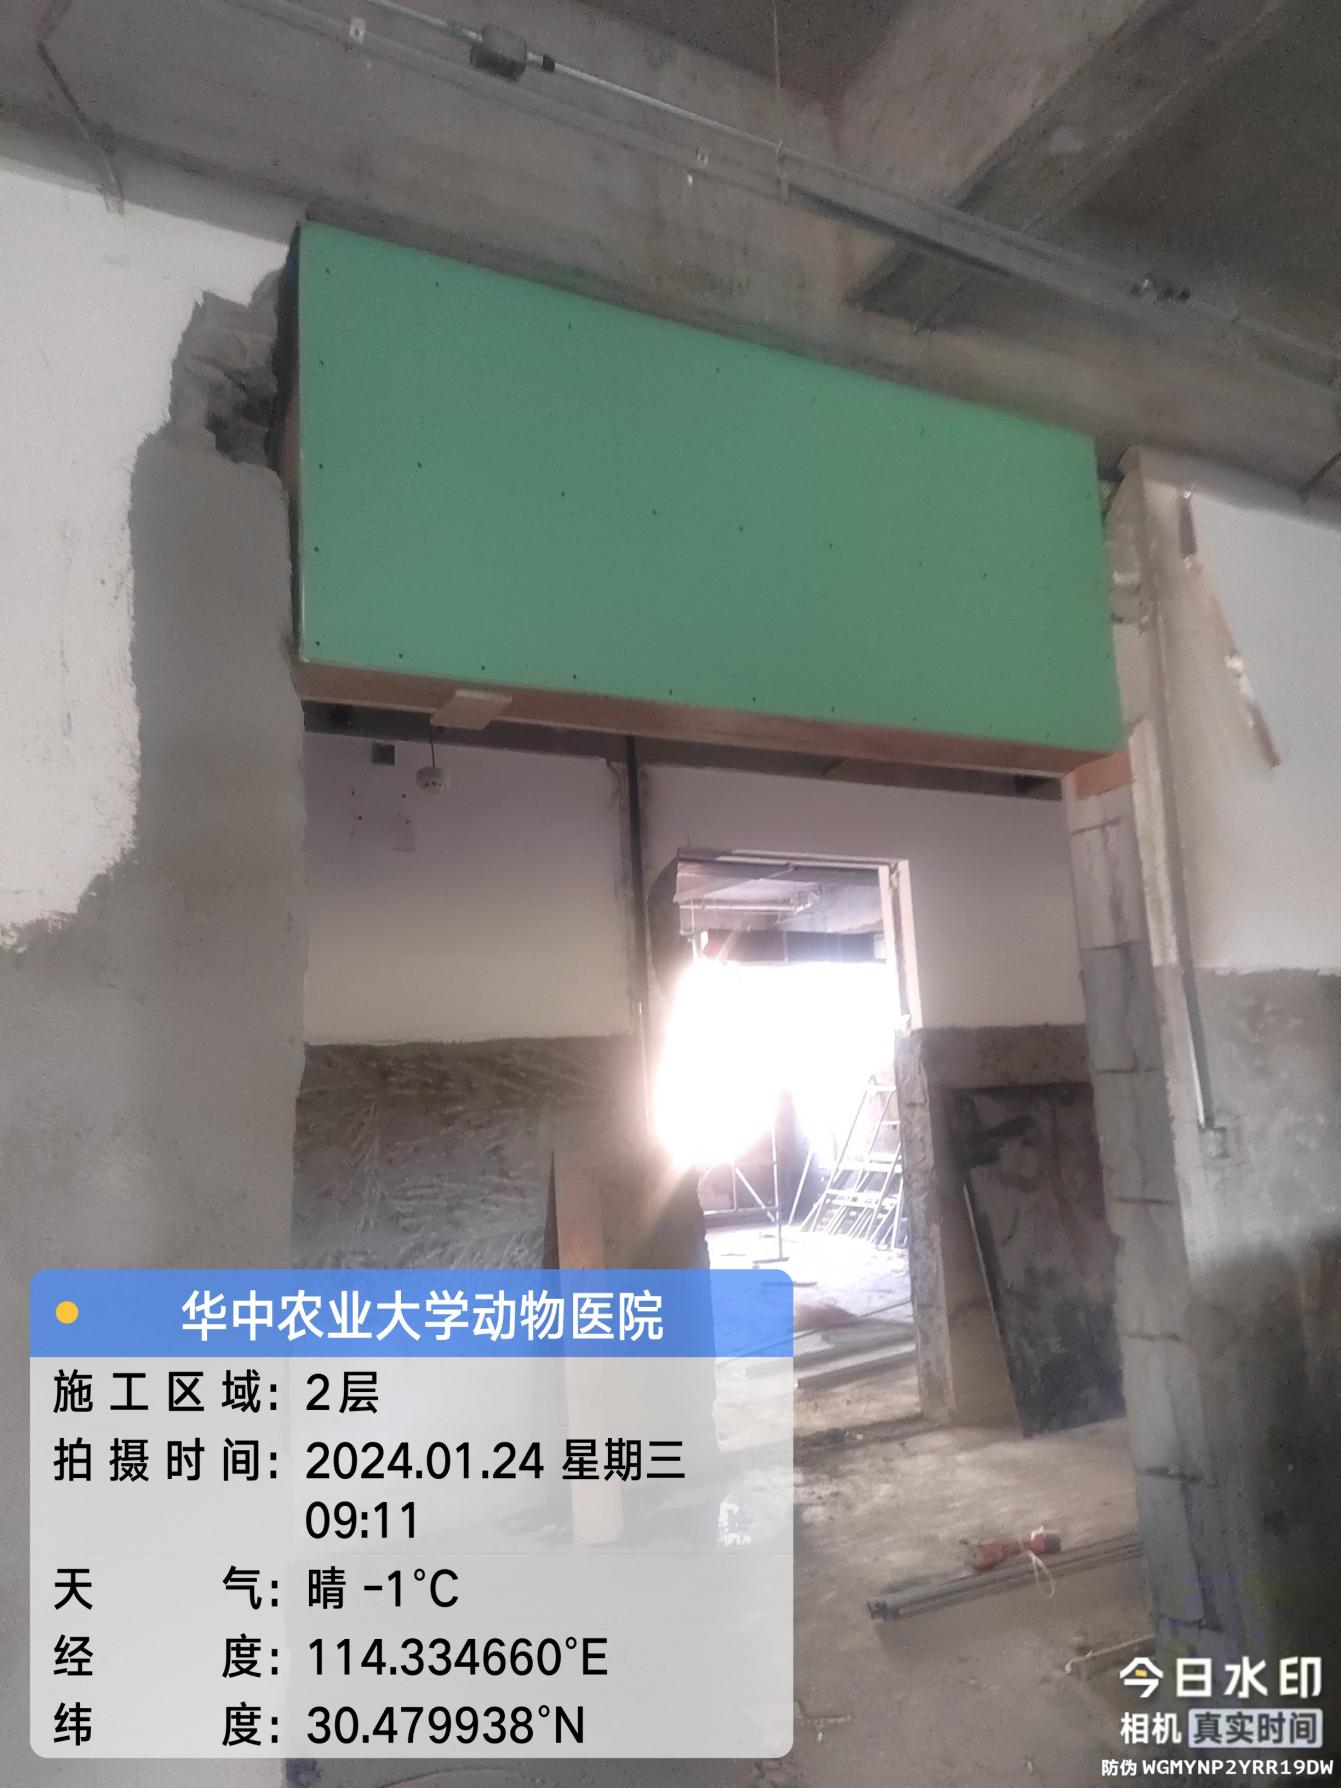 华中农业大学动物医院
施工区域：2层
拍摄时间：2024.01.24 星期三
09:11
天气：晴 -1℃
经度：114.334660°E
纬度：30.479938°N
今日水印
相机 真实时间
防伪 WGMYNP2YRR19DW